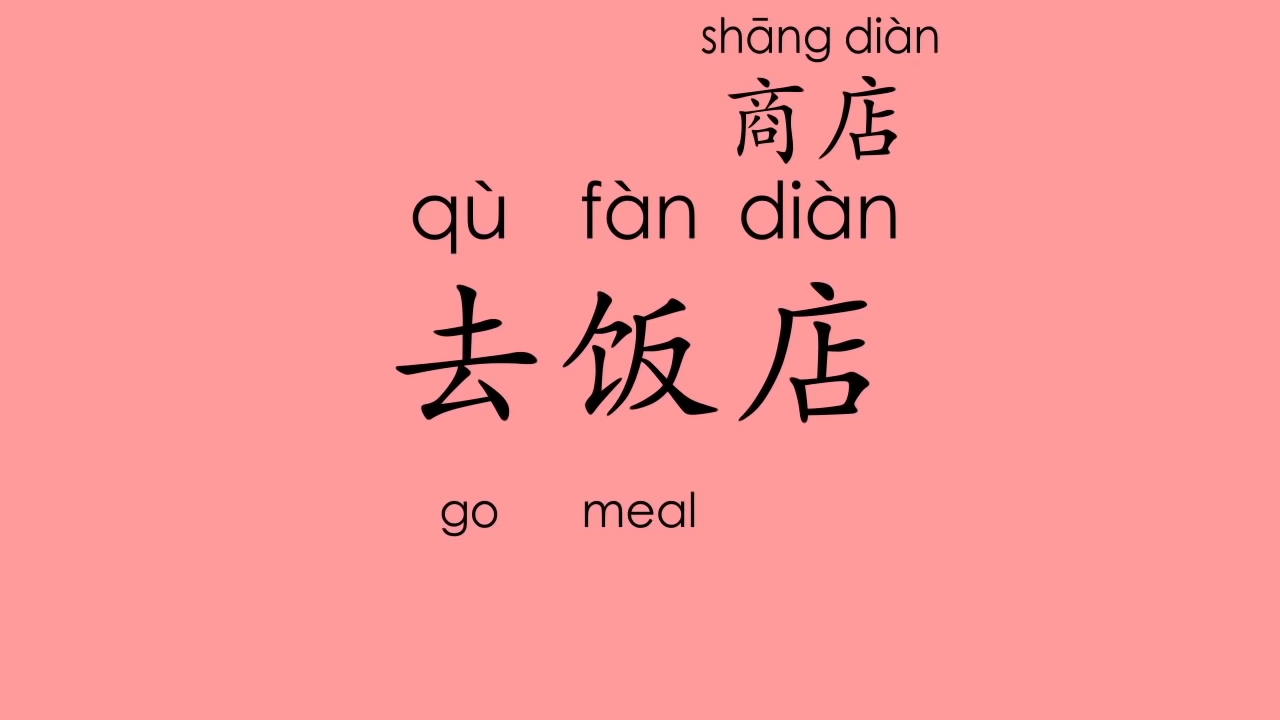 shāng diàn
商店
qù fàn diàn
去饭店
go meal